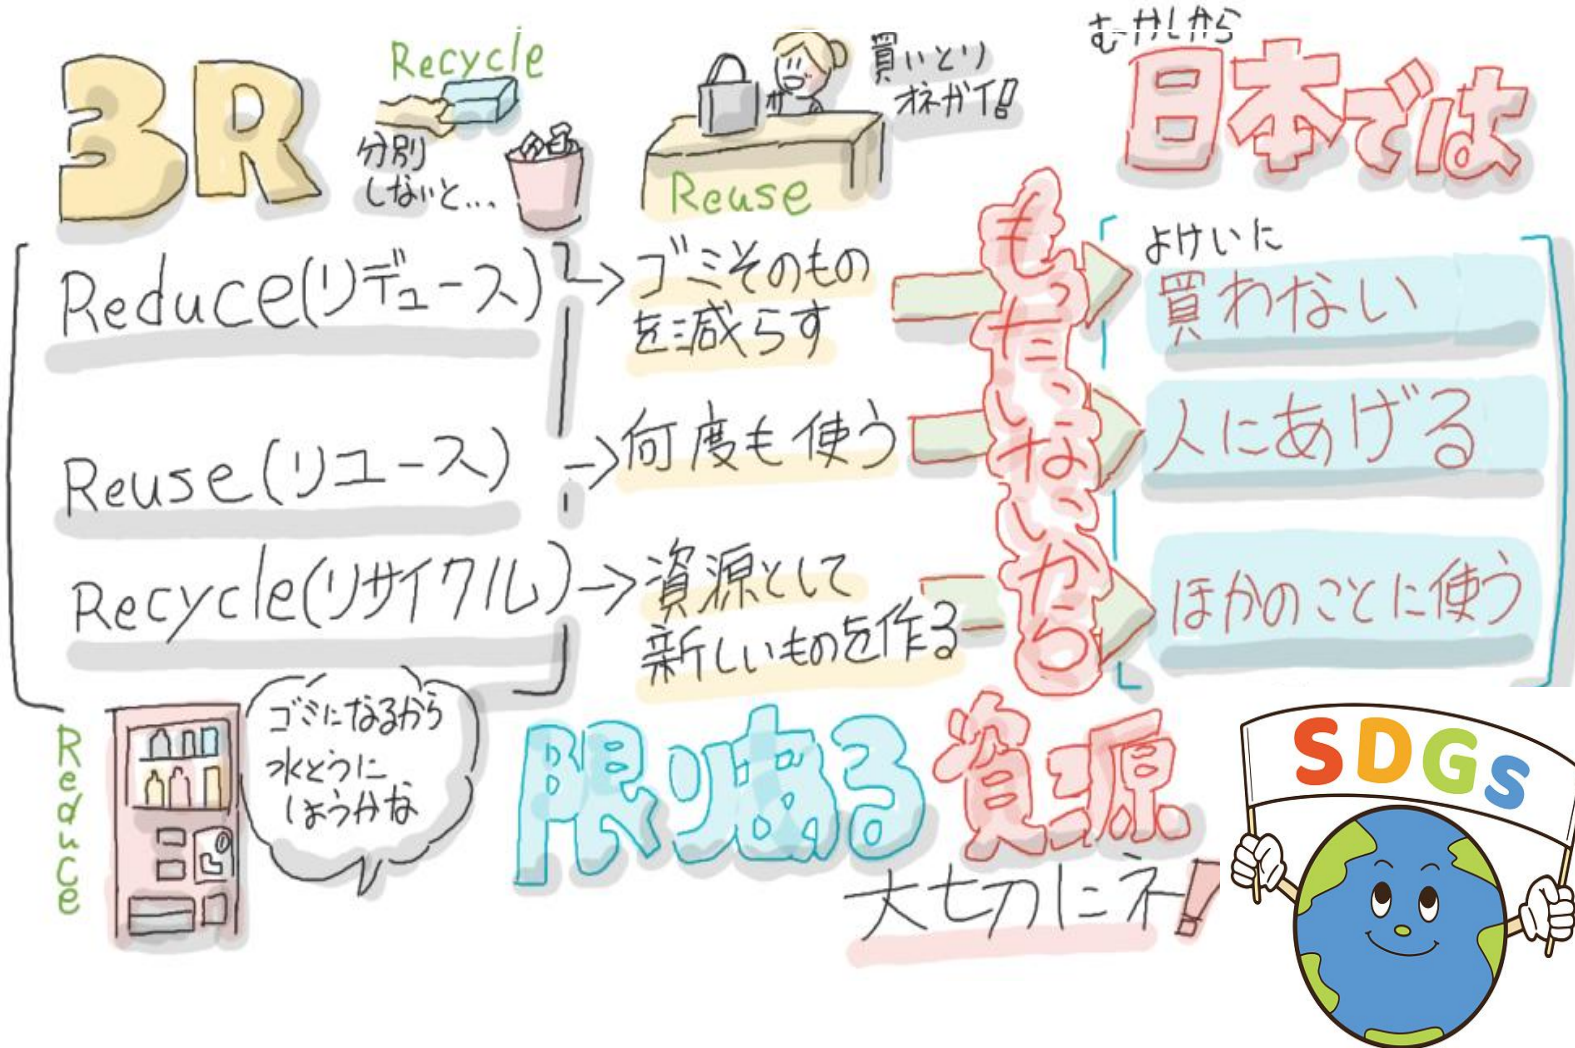 3R
Recycle
分別
しないと...
買いとり
オネガイ!!
Reuse
むかしから
日本では
Reduce(リデュース)
ゴミそのもの
を減らす
よけいに
買わない
Reuse(リユース)
何度も使う
人にあげる
Recycle(リサイクル)
資源として
新しいものを作る
ほかのことに使う
もったいないから
Reduce
ゴミになるから
水とうに
しようかな
限りある資源
大切にネ!
SDGs